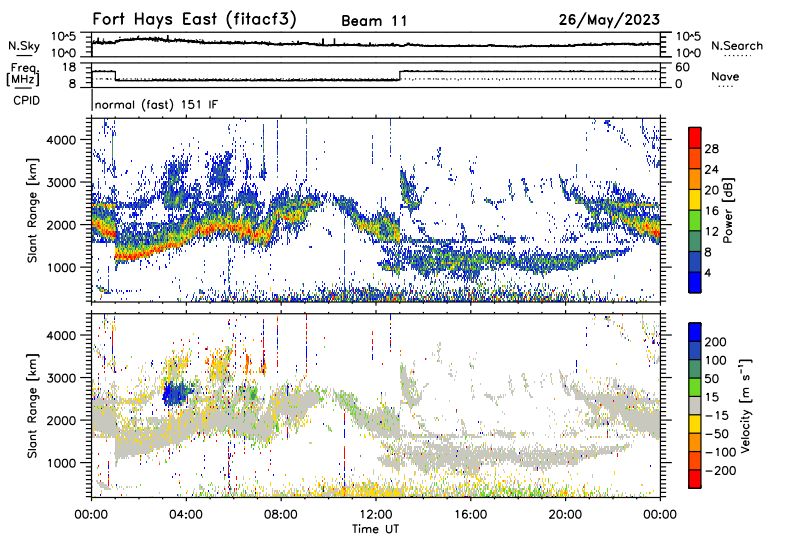 Fort Hays East (fitacf3) Beam 11 26/May/2023
N.Sky 10^5 10^0 10^5 10^0 N.Search
Freq. [MHz] 18 8 60 0 Nave
CPID normal (fast) 151 IF
Slant Range [km]
4000
3000
2000
1000
Power [dB]
28
24
20
16
12
8
4
Slant Range [km]
4000
3000
2000
1000
Velocity [m s⁻¹]
200
100
50
15
−15
−50
−100
−200
00:00 04:00 08:00 12:00 16:00 20:00 00:00
Time UT